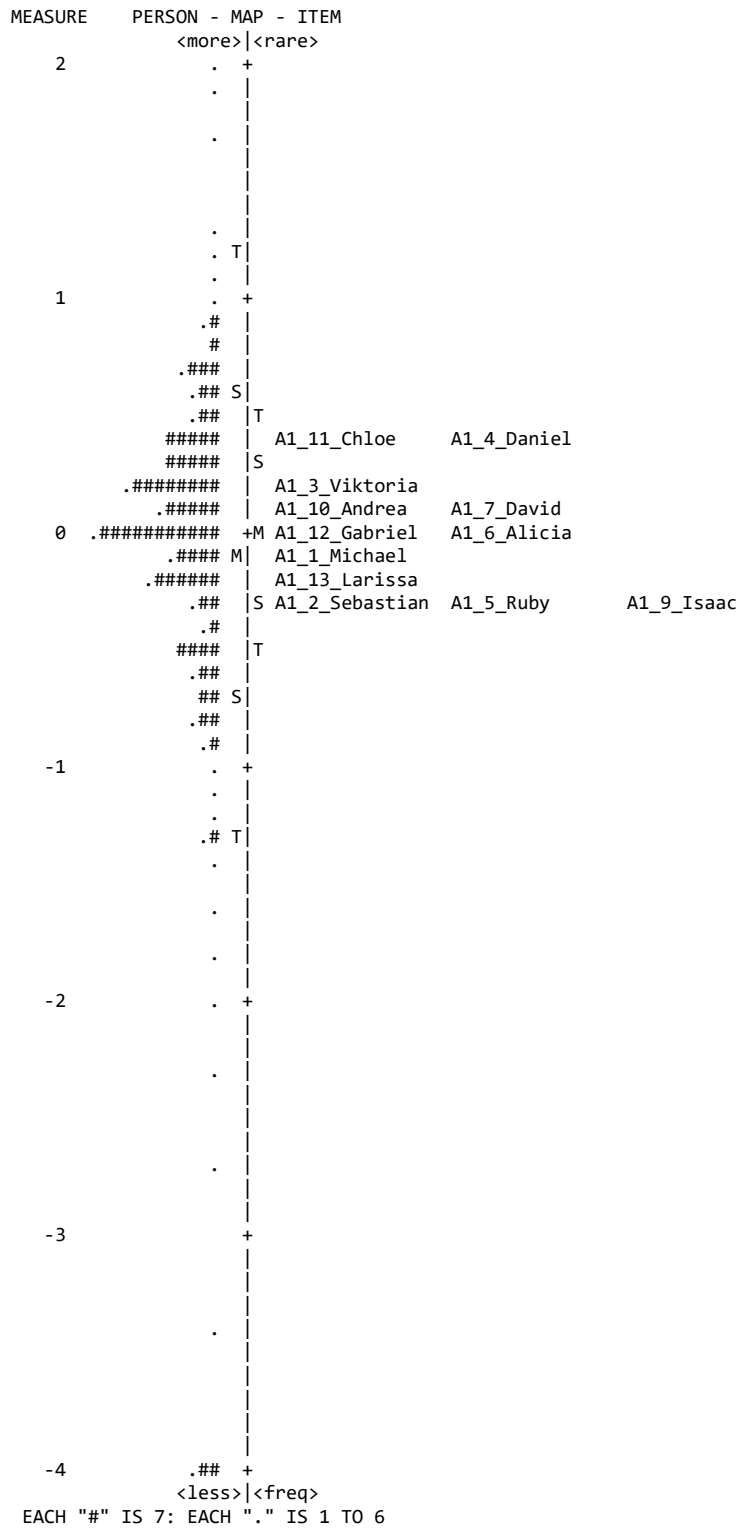 MEASURE    PERSON - MAP - ITEM
               <more>|<rare>
    2             .  +
                  .  |
                     |
                  .  |
                     |
                     |
                     |
                  .  |
                  . T|
                  .  |
    1             .  +
                 .#  |
                  #  |
               .###  |
                .## S|
                .##  |T
              #####  |  A1_11_Chloe     A1_4_Daniel
              #####  |S
          .########  |  A1_3_Viktoria
             .#####  |  A1_10_Andrea    A1_7_David
    0  .###########  +M A1_12_Gabriel   A1_6_Alicia
              .#### M|  A1_1_Michael
            .######  |  A1_13_Larissa
                .##  |S A1_2_Sebastian  A1_5_Ruby       A1_9_Isaac
                 .#  |
               ####  |T
                .##  |
                 ## S|
                .##  |
                 .#  |
   -1             .  +
                  .  |
                  .  |
                 .# T|
                  .  |
                     |
                  .  |
                     |
                  .  |
                     |
   -2             .  +
                     |
                     |
                  .  |
                     |
                     |
                     |
                  .  |
                     |
                     |
   -3                +
                     |
                     |
                     |
                  .  |
                     |
                     |
                     |
                     |
                     |
   -4           .##  +
               <less>|<freq>
 EACH "#" IS 7: EACH "." IS 1 TO 6